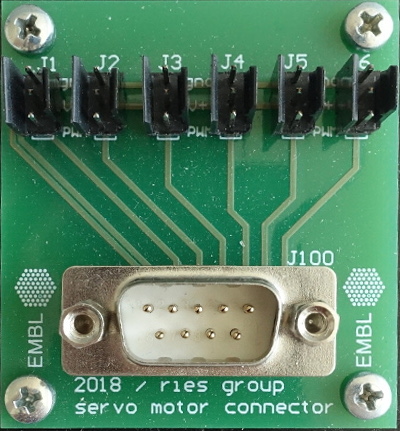 J1 J2 J3 J4 J5 6
J100
EMBL EMBL
2018 / ries group
servo motor connector